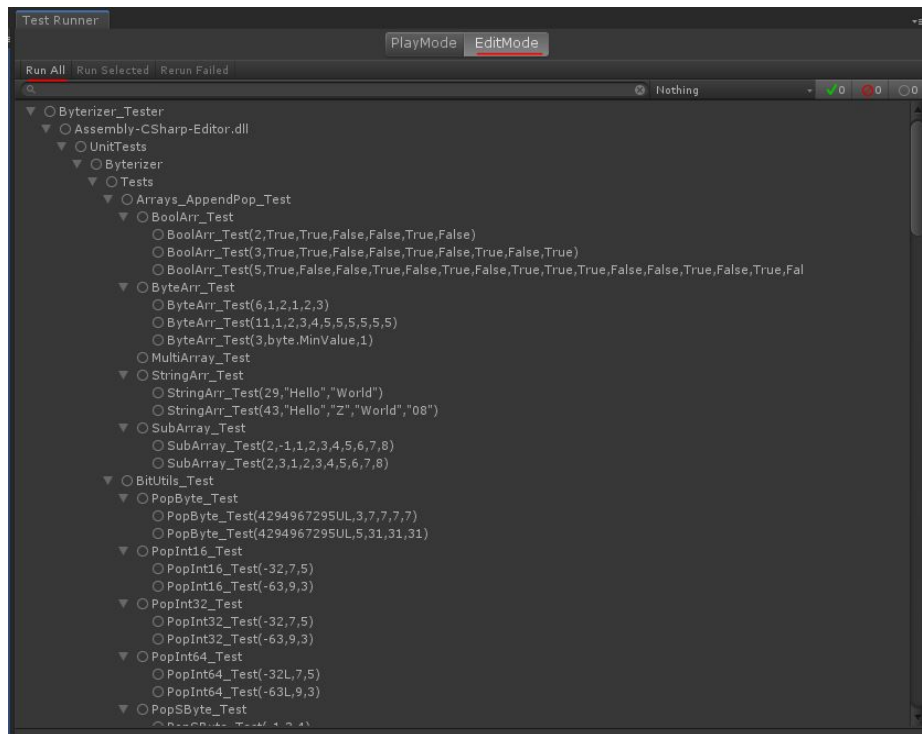 Test Runner
PlayMode EditMode
Run All Run Selected Rerun Failed
Nothing 0 0 0
Byterizer_Tester
Assembly-CSharp-Editor.dll
UnitTests
Byterizer
Tests
Arrays_AppendPop_Test
BoolArr_Test
BoolArr_Test(2,True,True,False,False,True,False)
BoolArr_Test(3,True,True,False,False,True,False,True,False,True)
BoolArr_Test(5,True,False,False,True,False,True,False,True,True,True,False,False,True,False,True,Fal
ByteArr_Test
ByteArr_Test(6,1,2,1,2,3)
ByteArr_Test(11,1,2,3,4,5,5,5,5,5,5)
ByteArr_Test(3,byte.MinValue,1)
MultiArray_Test
StringArr_Test
StringArr_Test(29,"Hello","World")
StringArr_Test(43,"Hello","Z","World","08")
SubArray_Test
SubArray_Test(2,-1,1,2,3,4,5,6,7,8)
SubArray_Test(2,3,1,2,3,4,5,6,7,8)
BitUtils_Test
PopByte_Test
PopByte_Test(4294967295UL,3,7,7,7,7)
PopByte_Test(4294967295UL,5,31,31,31)
PopInt16_Test
PopInt16_Test(-32,7,5)
PopInt16_Test(-63,9,3)
PopInt32_Test
PopInt32_Test(-32,7,5)
PopInt32_Test(-63,9,3)
PopInt64_Test
PopInt64_Test(-32L,7,5)
PopInt64_Test(-63L,9,3)
PopSByte_Test